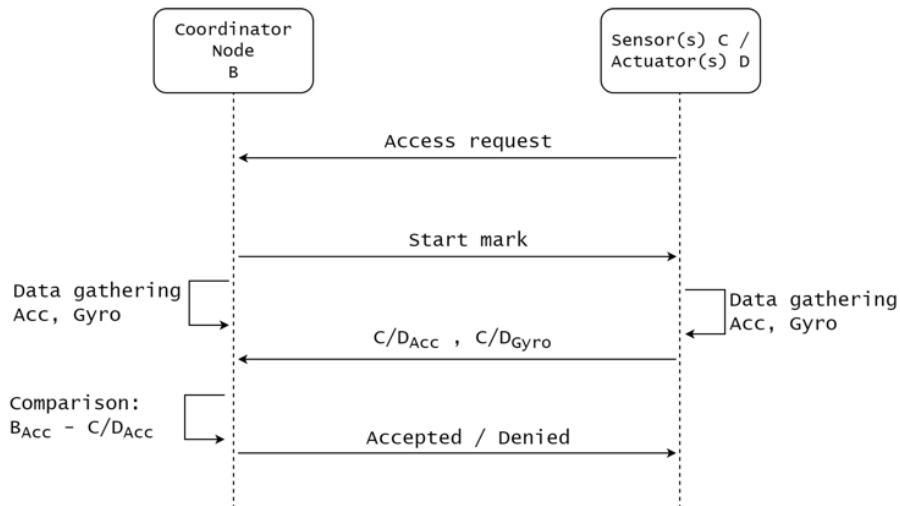 Coordinator
Node
B
Sensor(s) C /
Actuator(s) D
Access request
Start mark
Data gathering
Acc, Gyro
Data gathering
Acc, Gyro
C/DAcc , C/DGyro
Comparison:
BAcc – C/DAcc
Accepted / Denied